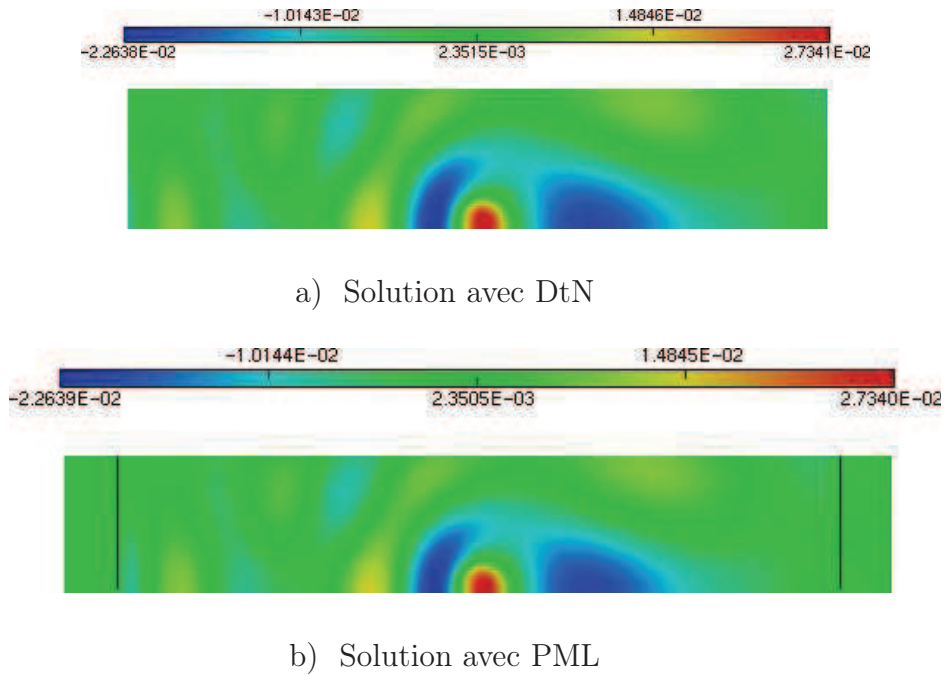 -1.0143E-02 1.4846E-02
-2.2638E-02 2.3515E-03 2.7341E-02
a) Solution avec DtN
-1.0144E-02 1.4845E-02
-2.2639E-02 2.3505E-03 2.7340E-02
b) Solution avec PML